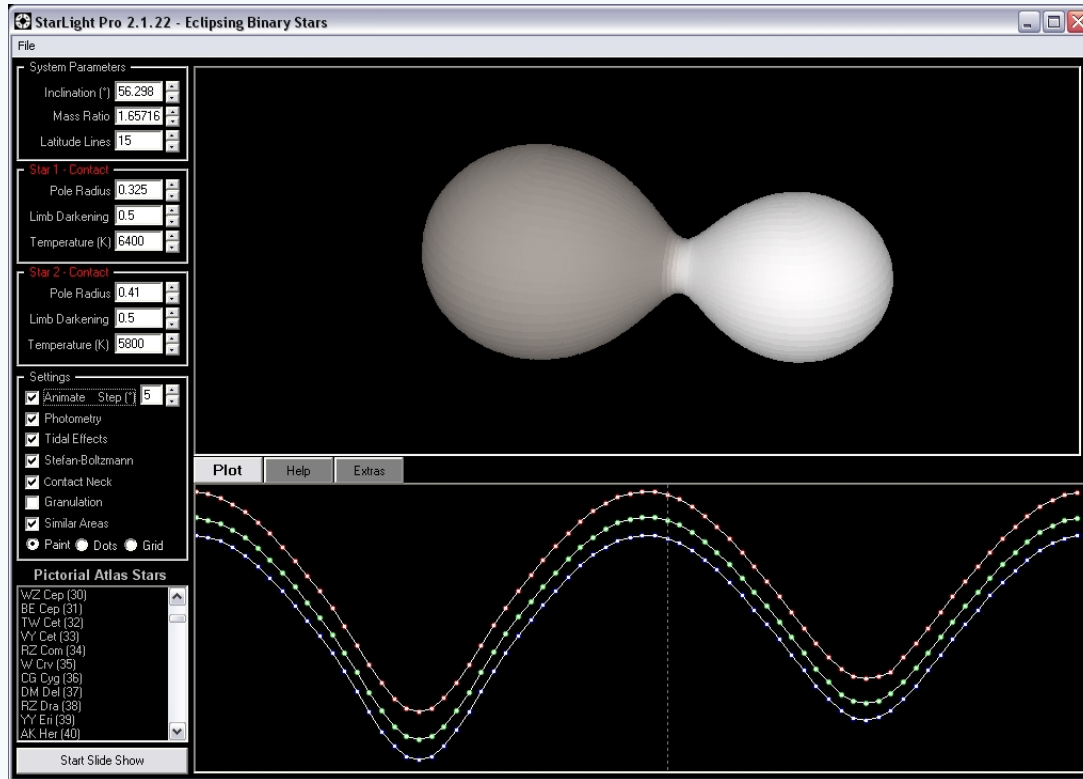 StarLight Pro 2.1.22 - Eclipsing Binary Stars
File
System Parameters
Inclination (°) 56.298
Mass Ratio 1.65716
Latitude Lines 15
Star 1 - Contact
Pole Radius 0.325
Limb Darkening 0.5
Temperature (K) 6400
Star 2 - Contact
Pole Radius 0.41
Limb Darkening 0.5
Temperature (K) 5800
Settings
Animate Step (°) 5
Photometry
Tidal Effects
Stefan-Boltzmann
Contact Neck
Granulation
Similar Areas
Paint Dots Grid
Pictorial Atlas Stars
WZ Cep (30)
BE Cep (31)
TW Cet (32)
VY Cet (33)
RZ Com (34)
W Crv (35)
CG Cyg (36)
DM Del (37)
RZ Dra (38)
YY Eri (39)
AK Her (40)
Start Slide Show
Plot Help Extras